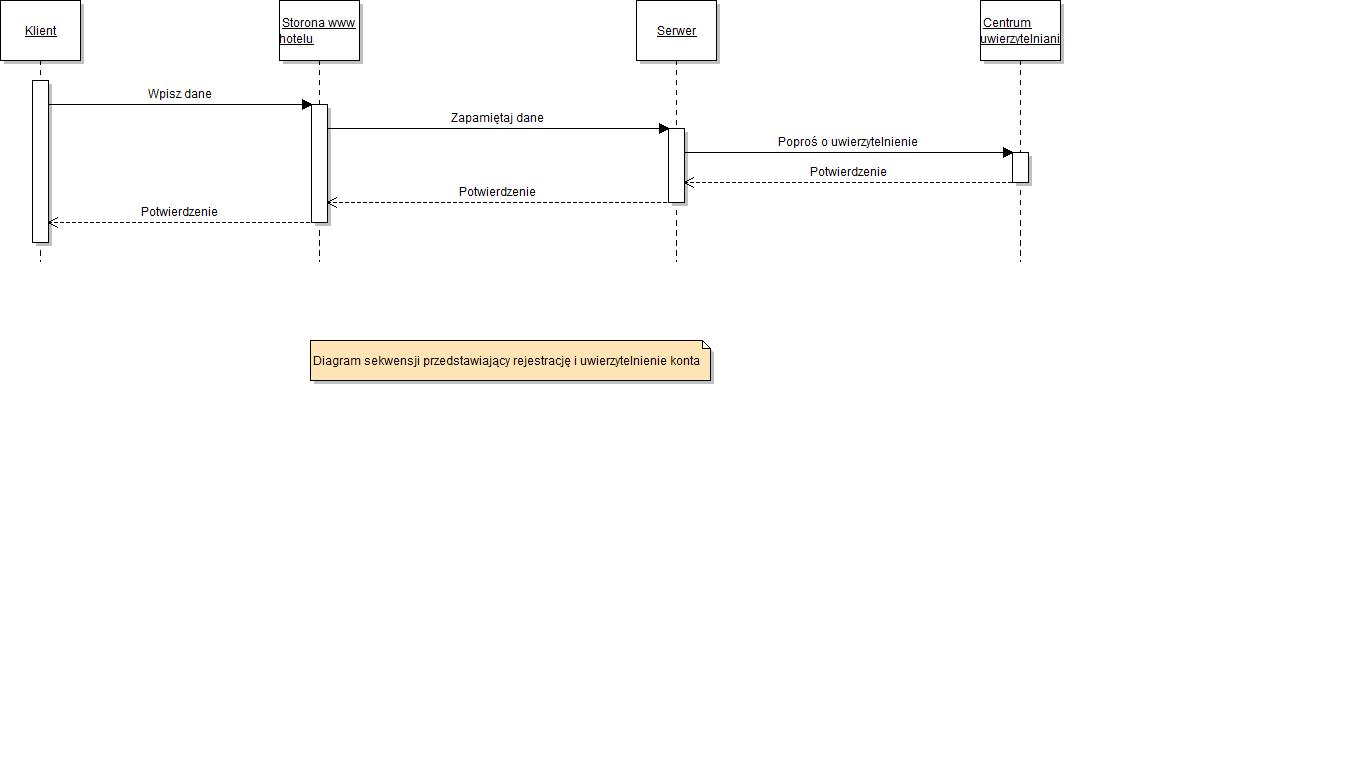 Klient
Storona www
hotelu
Serwer
Centrum
uwierzytelniani
Wpisz dane
Zapamiętaj dane
Poproś o uwierzytelnienie
Potwierdzenie
Potwierdzenie
Potwierdzenie
Diagram sekwensji przedstawiający rejestrację i uwierzytelnienie konta